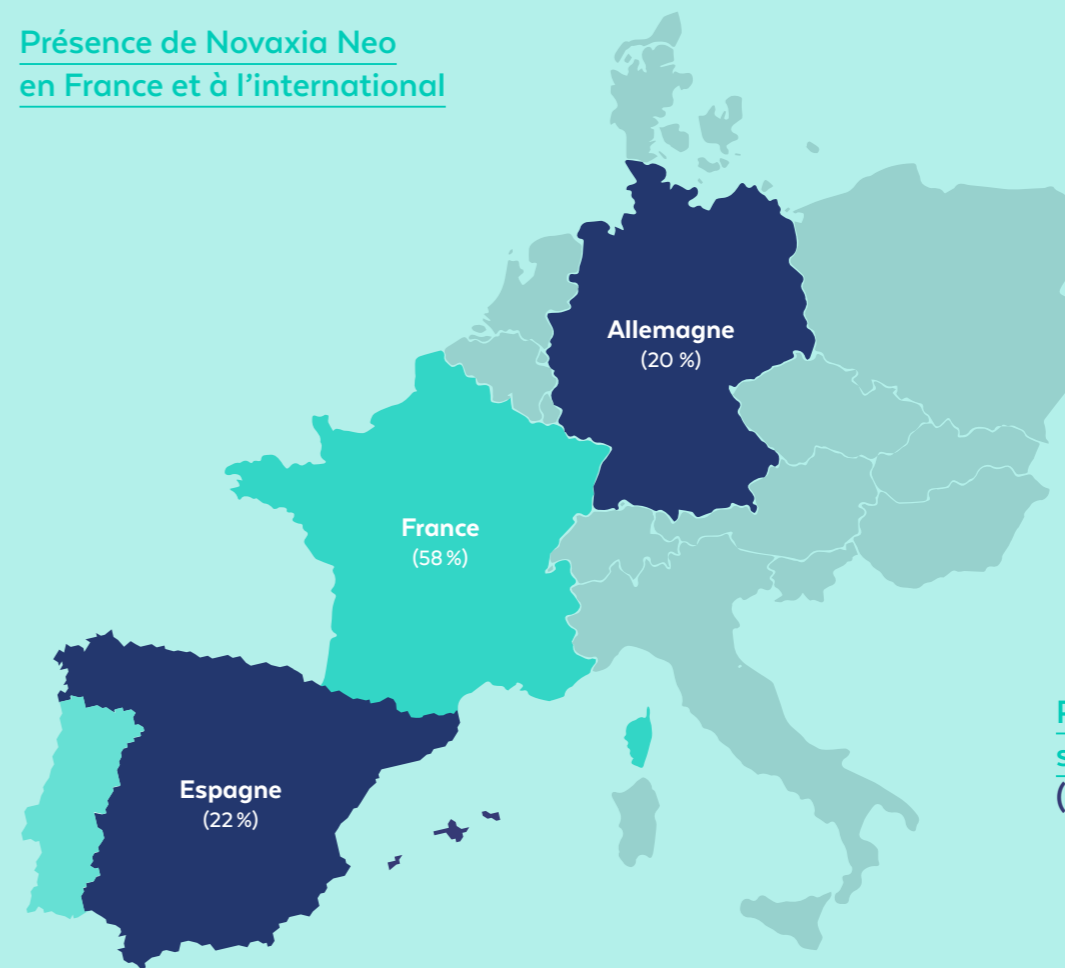 Présence de Novaxia Neo
en France et à l’international
Allemagne
(20 %)
France
(58 %)
Espagne
(22 %)